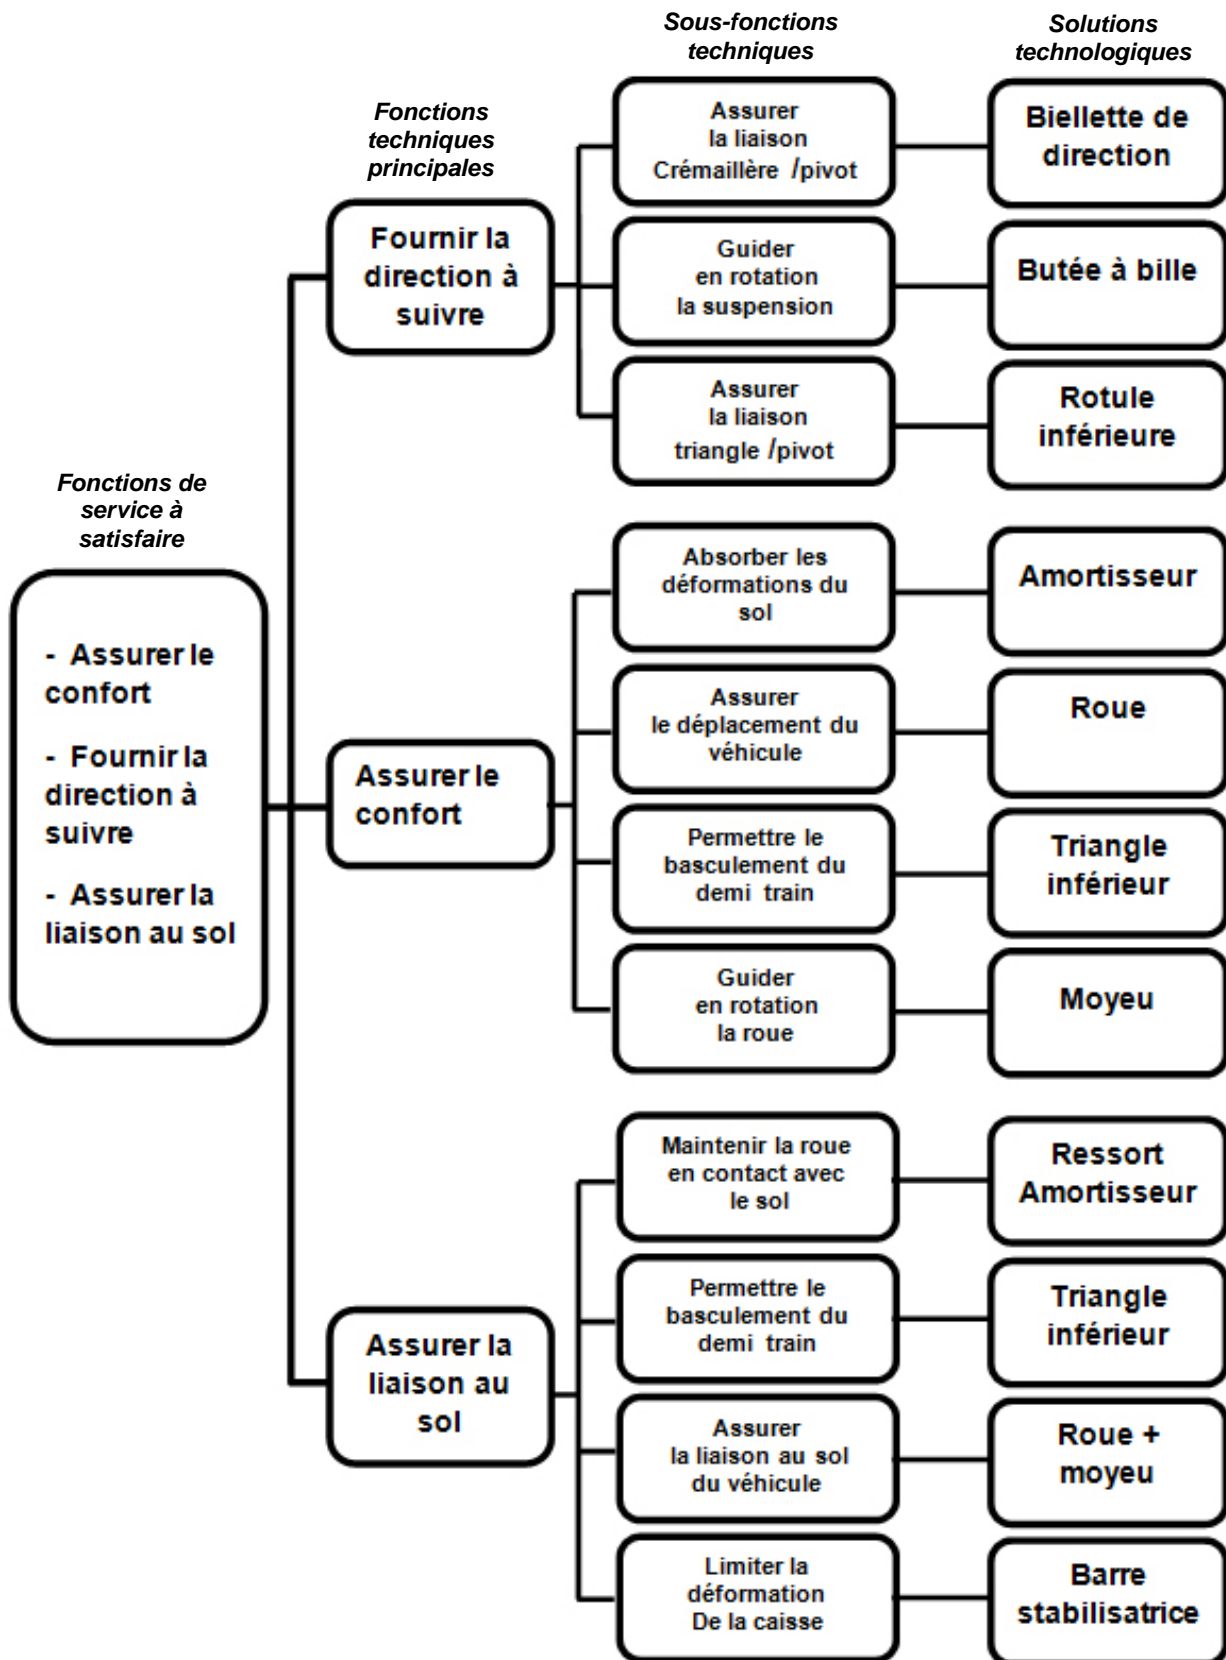 Sous-fonctions
techniques
Solutions
technologiques
Fonctions
techniques
principales
Fonctions de
service à
satisfaire
- Assurer le
confort
- Fournir la
direction à
suivre
- Assurer la
liaison au sol
Fournir la
direction à
suivre
Assurer
la liaison
Crémaillère /pivot
Biellette de
direction
Guider
en rotation
la suspension
Butée à bille
Assurer
la liaison
triangle /pivot
Rotule
inférieure
Assurer le
confort
Absorber les
déformations du
sol
Amortisseur
Assurer
le déplacement du
véhicule
Roue
Permettre le
basculement du
demi train
Triangle
inférieur
Guider
en rotation
la roue
Moyeu
Assurer la
liaison au
sol
Maintenir la roue
en contact avec
le sol
Ressort
Amortisseur
Permettre le
basculement du
demi train
Triangle
inférieur
Assurer
la liaison au sol
du véhicule
Roue +
moyeu
Limiter la
déformation
De la caisse
Barre
stabilisatrice